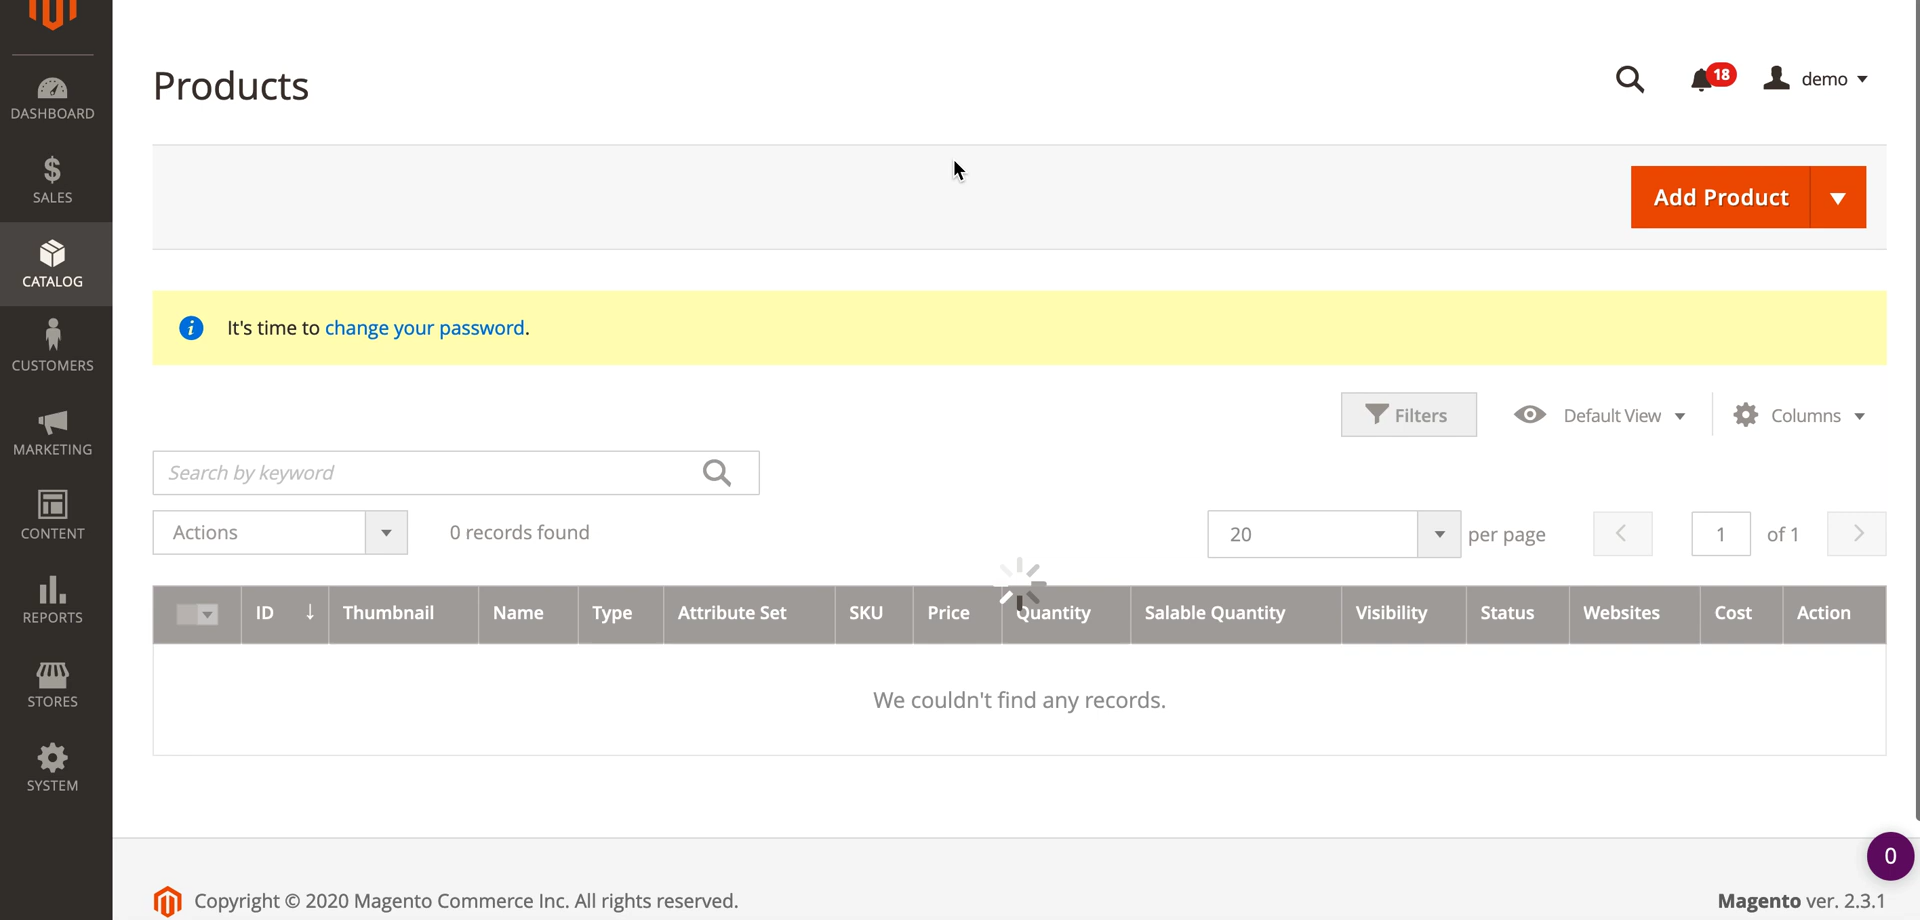 Products
18
demo
DASHBOARD
SALES
CATALOG
CUSTOMERS
MARKETING
CONTENT
REPORTS
STORES
SYSTEM
Add Product
It's time to change your password.
Filters
Default View
Columns
Search by keyword
Actions
0 records found
20
per page
1
of 1
ID ↓ Thumbnail Name Type Attribute Set SKU Price Quantity Salable Quantity Visibility Status Websites Cost Action
We couldn't find any records.
0
Copyright © 2020 Magento Commerce Inc. All rights reserved.
Magento ver. 2.3.1